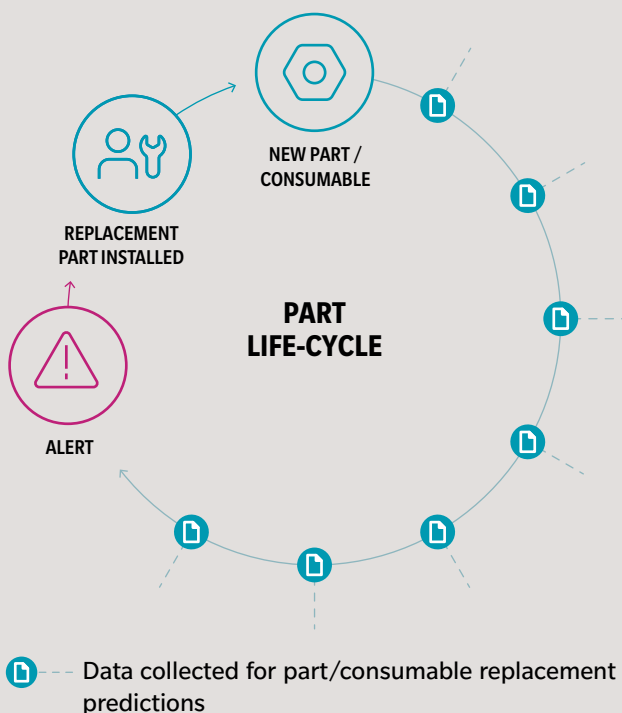 NEW PART /
CONSUMABLE
REPLACEMENT
PART INSTALLED
PART
LIFE-CYCLE
ALERT
Data collected for part/consumable replacement
predictions